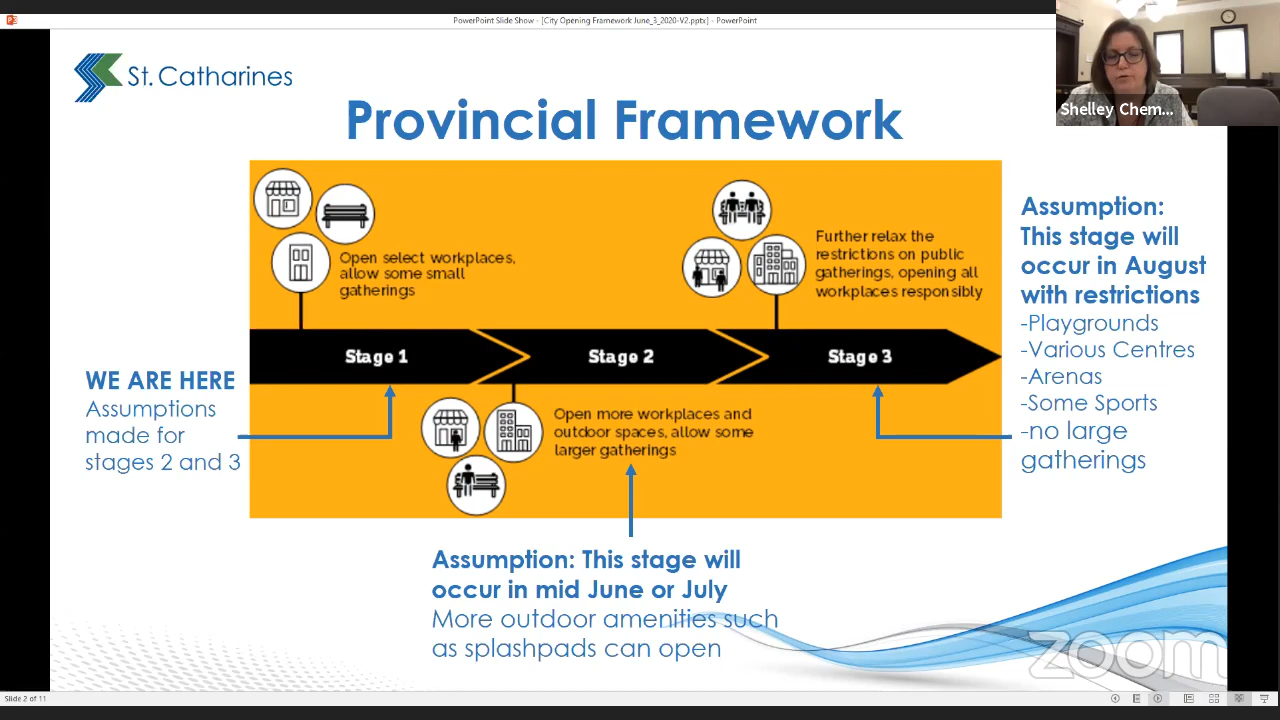 PowerPoint Slide Show - [City Opening Framework June_3_2020-V2.pptx] - PowerPoint
St. Catharines
Provincial Framework
Shelley Chem...
Open select workplaces,
allow some small
gatherings
Further relax the
restrictions on public
gatherings, opening all
workplaces responsibly
Stage 1
Stage 2
Stage 3
WE ARE HERE
Assumptions
made for
stages 2 and 3
Open more workplaces and
outdoor spaces, allow some
larger gatherings
Assumption: This stage will
occur in mid June or July
More outdoor amenities such
as splashpads can open
Assumption:
This stage will
occur in August
with restrictions
-Playgrounds
-Various Centres
-Arenas
-Some Sports
-no large
gatherings
zoom
Slide 2 of 11